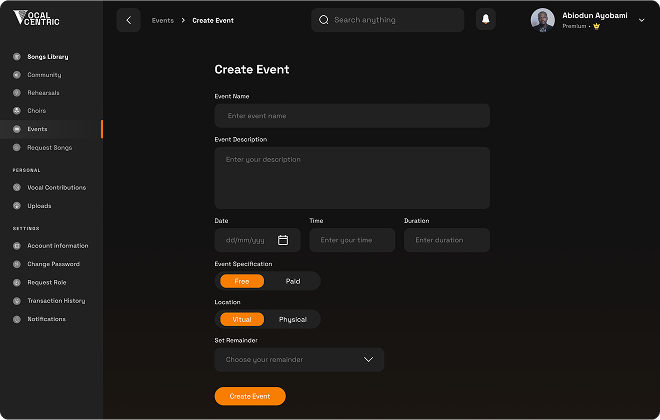 VOCAL
CENTRIC
Events > Create Event
Search anything
Abiodun Ayobami
Premium •
Songs Library
Community
Rehearsals
Choirs
Events
Request Songs
PERSONAL
Vocal Contributions
Uploads
SETTINGS
Account information
Change Password
Request Role
Transaction History
Notifications
Create Event
Event Name
Enter event name
Event Description
Enter your description
Date Time Duration
dd/mm/yyy Enter your time Enter duration
Event Specification
Free Paid
Location
Vitual Physical
Set Remainder
Choose your remainder
Create Event